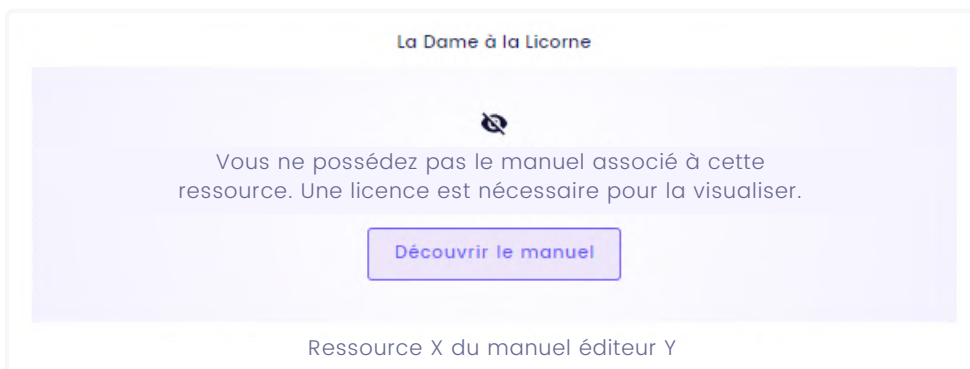 La Dame à la Licorne
Vous ne possédez pas le manuel associé à cette
ressource. Une licence est nécessaire pour la visualiser.
Découvrir le manuel
Ressource X du manuel éditeur Y